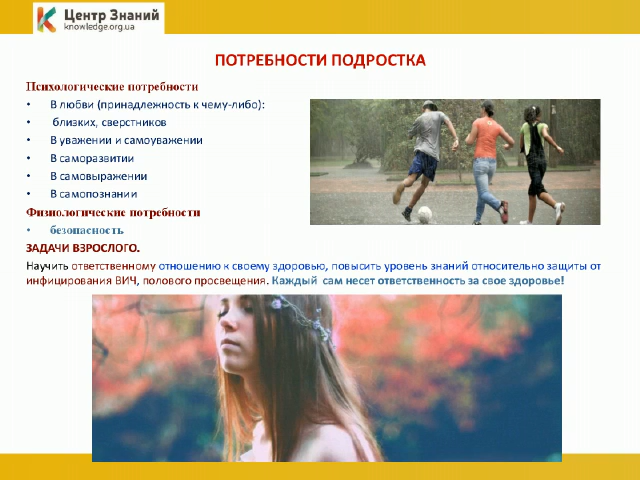 Центр Знаний
knowledge.org.ua
ПОТРЕБНОСТИ ПОДРОСТКА
Психологические потребности
• В любви (принадлежность к чему-либо):
• близких, сверстников
• В уважении и самоуважении
• В саморазвитии
• В самовыражении
• В самопознании
Физиологические потребности
• безопасность
ЗАДАЧИ ВЗРОСЛОГО.
Научить ответственному отношению к своему здоровью, повысить уровень знаний относительно защиты от
инфицирования ВИЧ, полового просвещения. Каждый сам несет ответственность за свое здоровье!